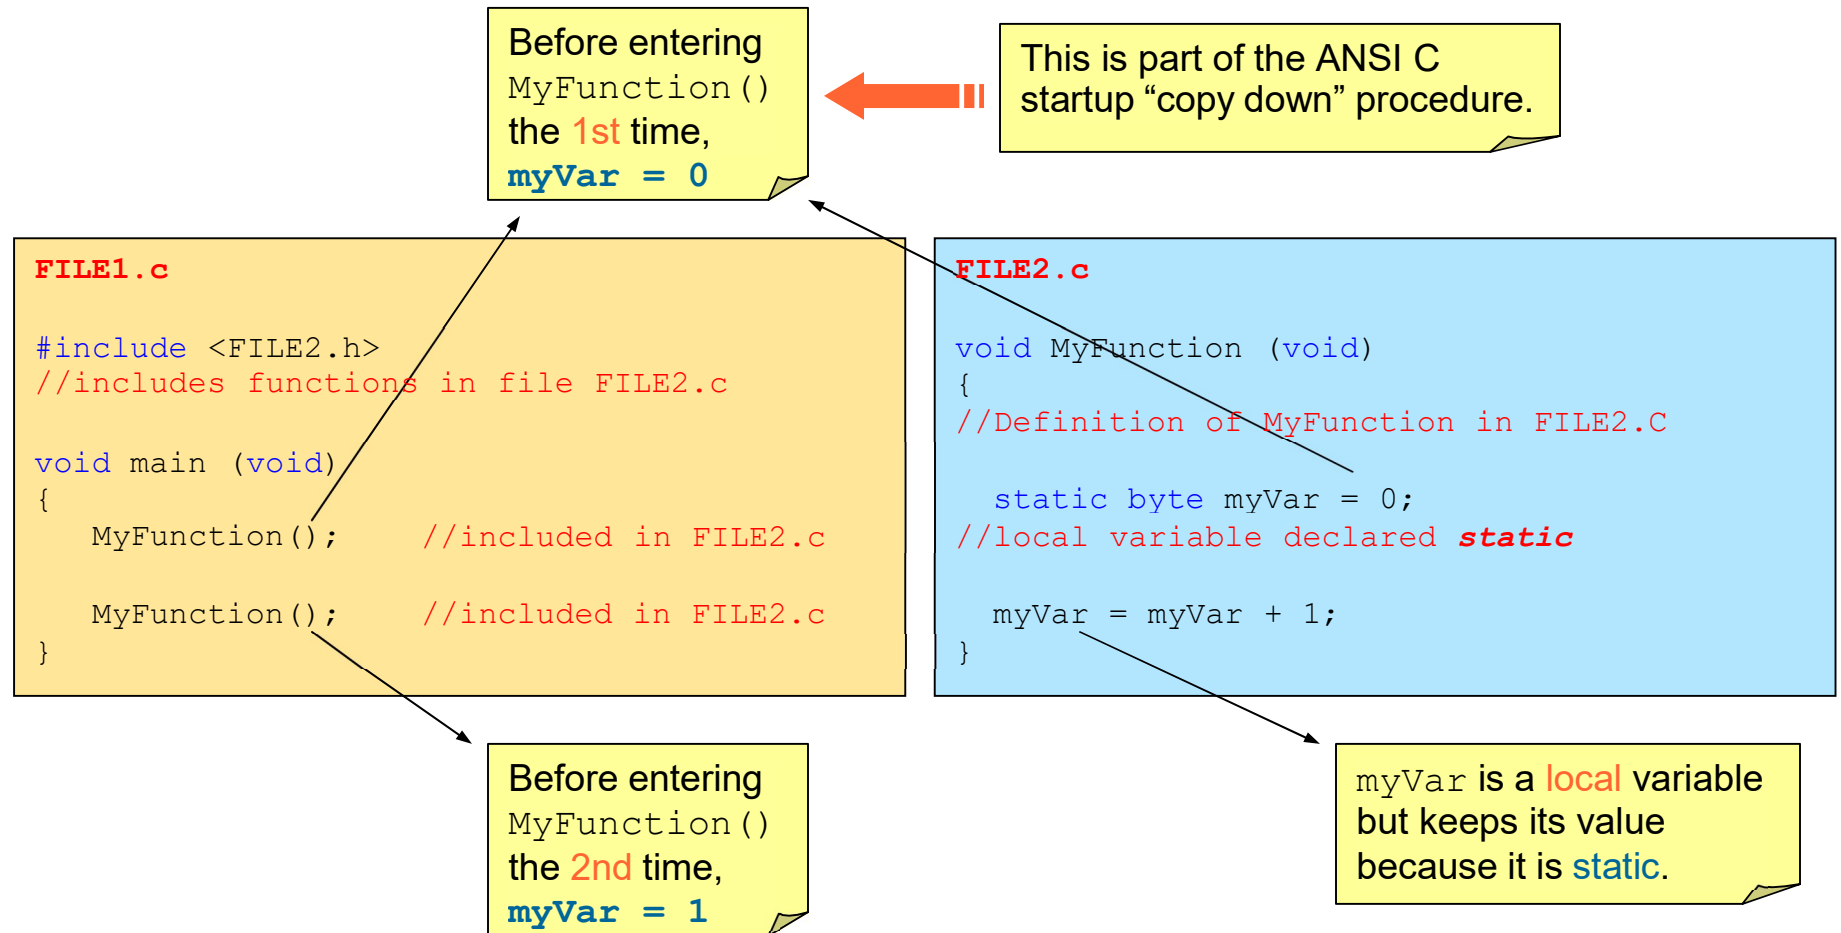 Before entering
MyFunction()
the 1st time,
myVar = 0
This is part of the ANSI C
startup “copy down” procedure.
FILE1.c
#include <FILE2.h>
//includes functions in file FILE2.c
void main (void)
{
MyFunction(); //included in FILE2.c
MyFunction(); //included in FILE2.c
}
FILE2.c
void MyFunction (void)
{
//Definition of MyFunction in FILE2.C
static byte myVar = 0;
//local variable declared static
myVar = myVar + 1;
}
Before entering
MyFunction()
the 2nd time,
myVar = 1
myVar is a local variable
but keeps its value
because it is static.